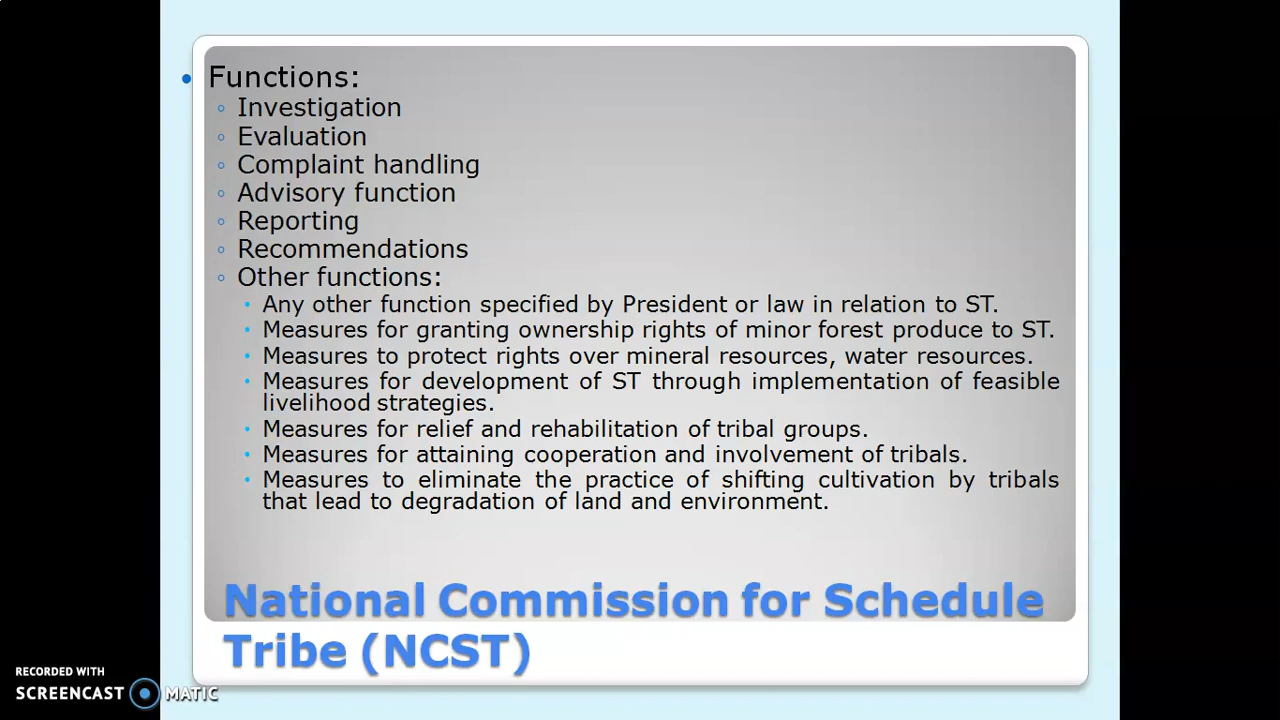 Functions:
Investigation
Evaluation
Complaint handling
Advisory function
Reporting
Recommendations
Other functions:
Any other function specified by President or law in relation to ST.
Measures for granting ownership rights of minor forest produce to ST.
Measures to protect rights over mineral resources, water resources.
Measures for development of ST through implementation of feasible
livelihood strategies.
Measures for relief and rehabilitation of tribal groups.
Measures for attaining cooperation and involvement of tribals.
Measures to eliminate the practice of shifting cultivation by tribals
that lead to degradation of land and environment.
National Commission for Schedule
Tribe (NCST)
RECORDED WITH
SCREENCAST MATIC